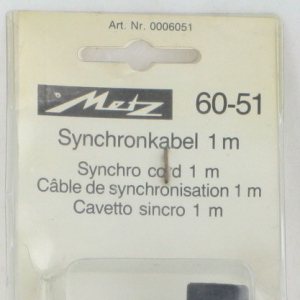 Art. Nr. 0006051
Metz 60-51
Synchronkabel 1 m
Synchro cord 1 m
Câble de synchronisation 1 m
Cavetto sincro 1 m